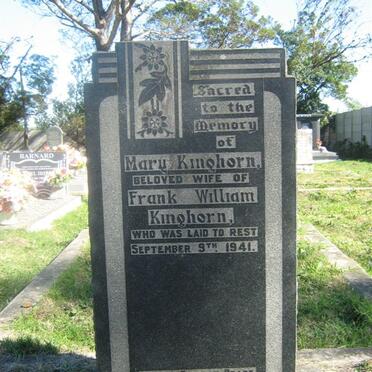 Sacred
to the
Memory
of
Mary Kinghorn,
BELOVED WIFE OF
Frank William
Kinghorn,
WHO WAS LAID TO REST
SEPTEMBER 9TH 1941.
BARNARD